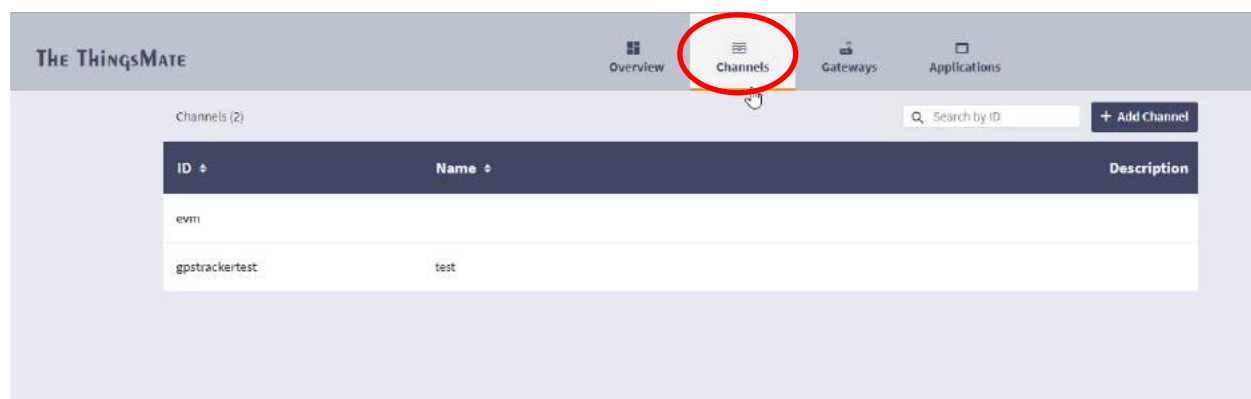 THE THINGSMATE
Overview Channels Gateways Applications
Channels (2) Search by ID + Add Channel
ID Name Description
evm
gpstrackertest test